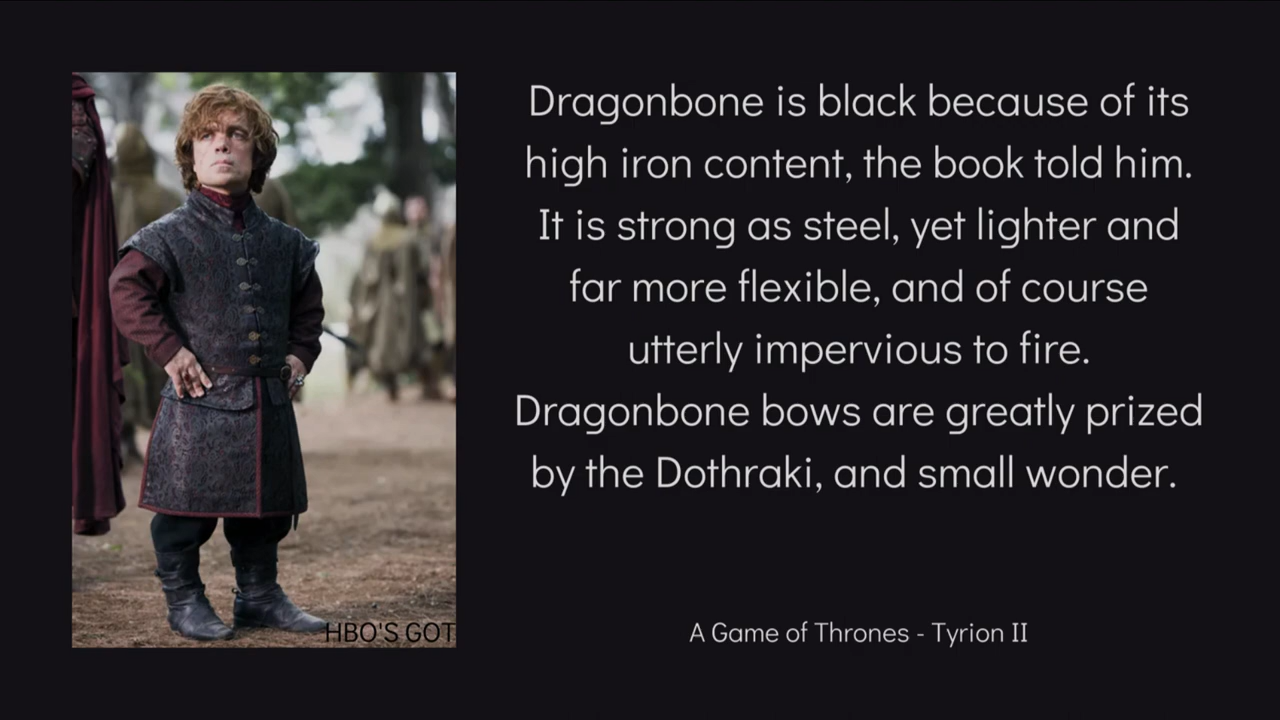 Dragonbone is black because of its
high iron content, the book told him.
It is strong as steel, yet lighter and
far more flexible, and of course
utterly impervious to fire.
Dragonbone bows are greatly prized
by the Dothraki, and small wonder.
HBO'S GOT
A Game of Thrones - Tyrion II